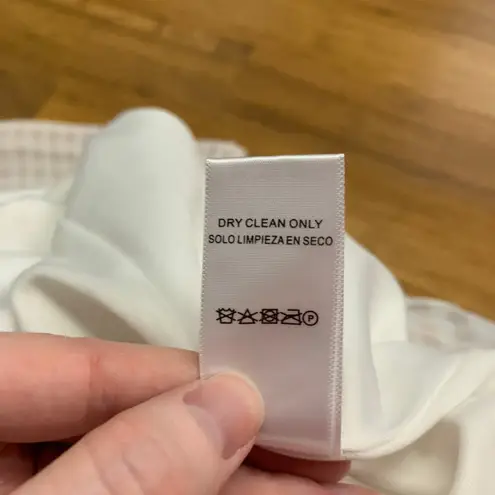 DRY CLEAN ONLY
SOLO LIMPIEZA EN SECO
P